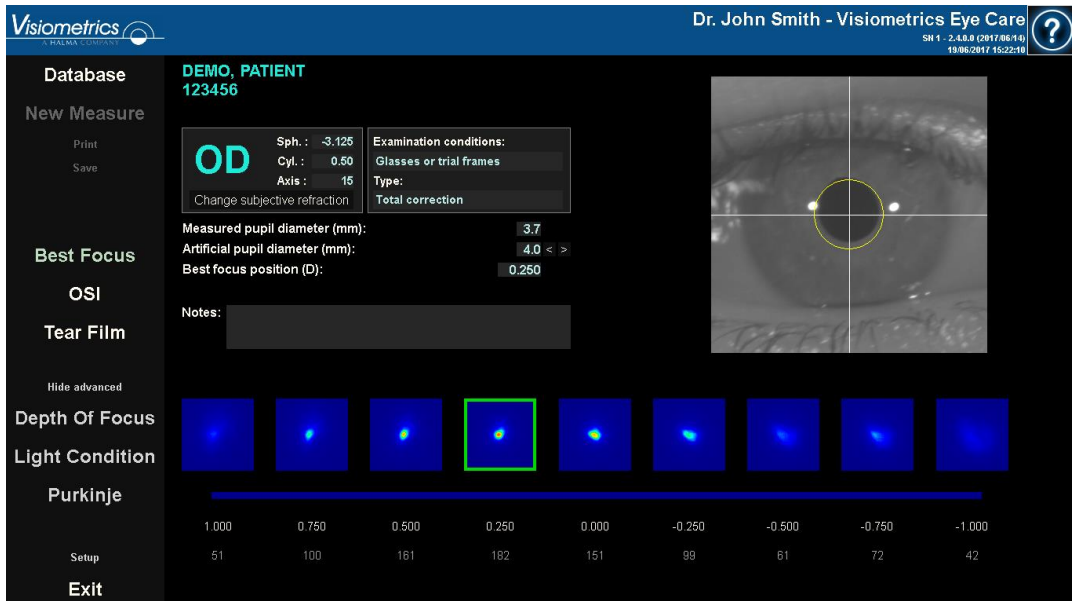 Visiometrics
A HALMA COMPANY
Dr. John Smith - Visiometrics Eye Care
SN 1 - 2.4.0.0 (2017/06/14)
19/06/2017 15:22:10
?
Database
New Measure
Print
Save
Best Focus
OSI
Tear Film
Hide advanced
Depth Of Focus
Light Condition
Purkinje
Setup
Exit
DEMO, PATIENT
123456
OD
Sph. : -3.125
Cyl. : 0.50
Axis : 15
Change subjective refraction
Examination conditions:
Glasses or trial frames
Type:
Total correction
Measured pupil diameter (mm): 3.7
Artificial pupil diameter (mm): 4.0 < >
Best focus position (D): 0.250
Notes:
1.000 0.750 0.500 0.250 0.000 -0.250 -0.500 -0.750 -1.000
51 100 161 182 151 99 61 72 42